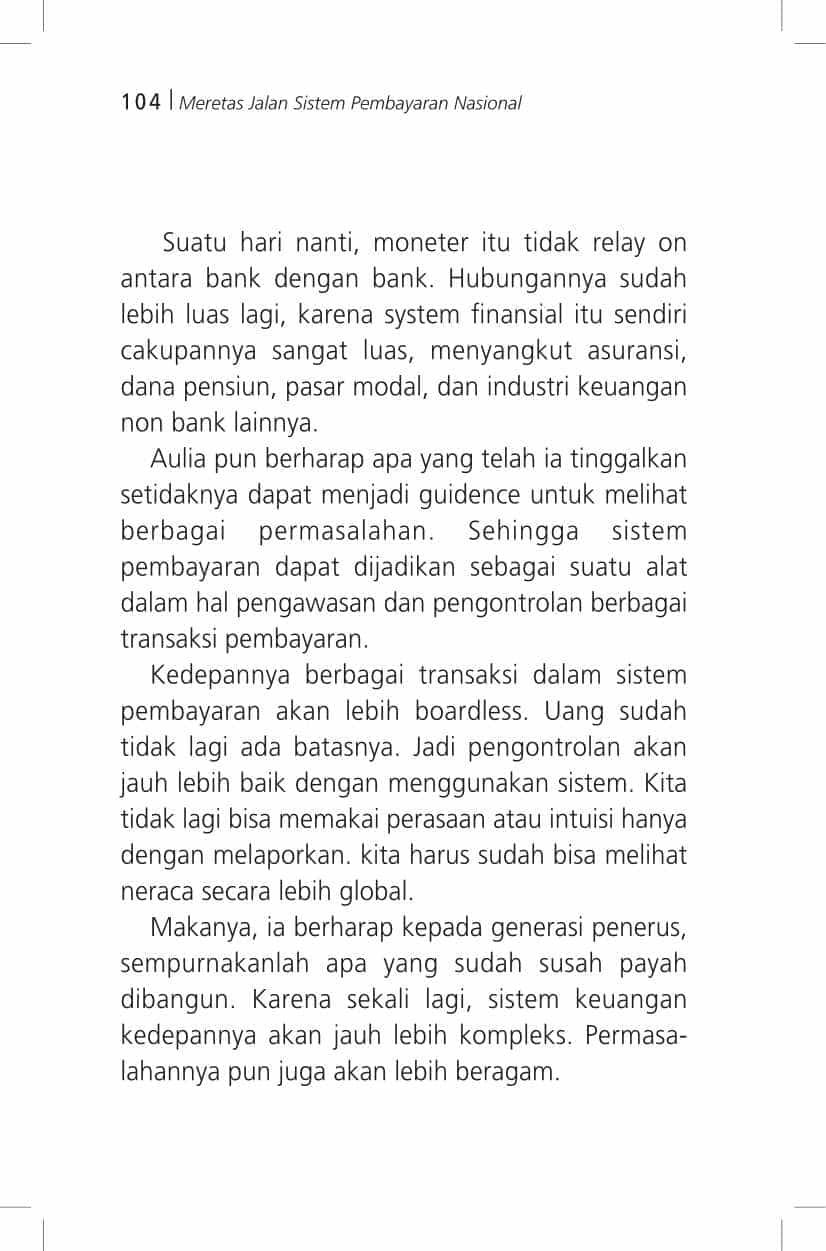 104 | Meretas Jalan Sistem Pembayaran Nasional
Suatu hari nanti, moneter itu tidak relay on
antara bank dengan bank. Hubungannya sudah
lebih luas lagi, karena system finansial itu sendiri
cakupannya sangat luas, menyangkut asuransi,
dana pensiun, pasar modal, dan industri keuangan
non bank lainnya.
Aulia pun berharap apa yang telah ia tinggalkan
setidaknya dapat menjadi guidence untuk melihat
berbagai permasalahan. Sehingga sistem
pembayaran dapat dijadikan sebagai suatu alat
dalam hal pengawasan dan pengontrolan berbagai
transaksi pembayaran.
Kedepannya berbagai transaksi dalam sistem
pembayaran akan lebih boardless. Uang sudah
tidak lagi ada batasnya. Jadi pengontrolan akan
jauh lebih baik dengan menggunakan sistem. Kita
tidak lagi bisa memakai perasaan atau intuisi hanya
dengan melaporkan. kita harus sudah bisa melihat
neraca secara lebih global.
Makanya, ia berharap kepada generasi penerus,
sempurnakanlah apa yang sudah susah payah
dibangun. Karena sekali lagi, sistem keuangan
kedepannya akan jauh lebih kompleks. Permasa-
lahannya pun juga akan lebih beragam.